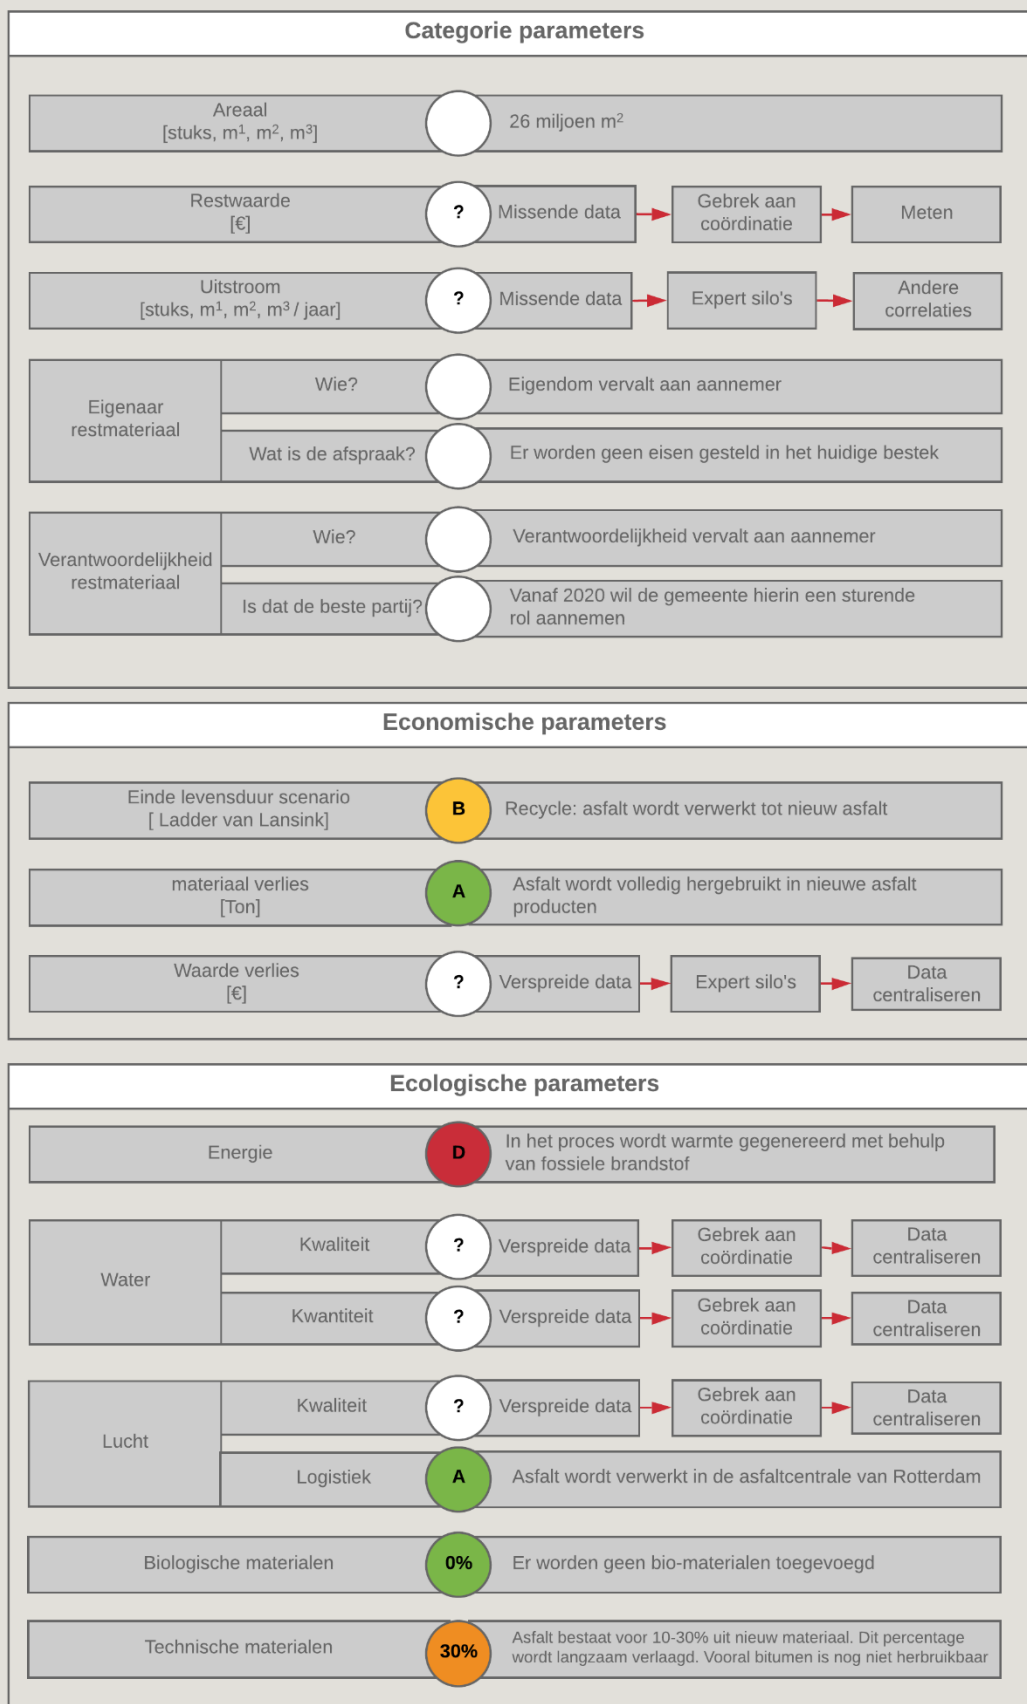 Categorie parameters
Areaal
[stuks, m¹, m², m³]
26 miljoen m²
Restwaarde
[€]
?
Missende data
Gebrek aan
coördinatie
Meten
Uitstroom
[stuks, m¹, m², m³ / jaar]
?
Missende data
Expert silo's
Andere
correlaties
Eigenaar
restmateriaal
Wie?
Eigendom vervalt aan aannemer
Wat is de afspraak?
Er worden geen eisen gesteld in het huidige bestek
Verantwoordelijkheid
restmateriaal
Wie?
Verantwoordelijkheid vervalt aan aannemer
Is dat de beste partij?
Vanaf 2020 wil de gemeente hierin een sturende
rol aannemen
Economische parameters
Einde levensduur scenario
[ Ladder van Lansink]
B
Recycle: asfalt wordt verwerkt tot nieuw asfalt
materiaal verlies
[Ton]
A
Asfalt wordt volledig hergebruikt in nieuwe asfalt
producten
Waarde verlies
[€]
?
Verspreide data
Expert silo's
Data
centraliseren
Ecologische parameters
Energie
D
In het proces wordt warmte gegenereerd met behulp
van fossiele brandstof
Water
Kwaliteit
?
Verspreide data
Gebrek aan
coördinatie
Data
centraliseren
Kwantiteit
?
Verspreide data
Gebrek aan
coördinatie
Data
centraliseren
Lucht
Kwaliteit
?
Verspreide data
Gebrek aan
coördinatie
Data
centraliseren
Logistiek
A
Asfalt wordt verwerkt in de asfaltcentrale van Rotterdam
Biologische materialen
0%
Er worden geen bio-materialen toegevoegd
Technische materialen
30%
Asfalt bestaat voor 10-30% uit nieuw materiaal. Dit percentage
wordt langzaam verlaagd. Vooral bitumen is nog niet herbruikbaar